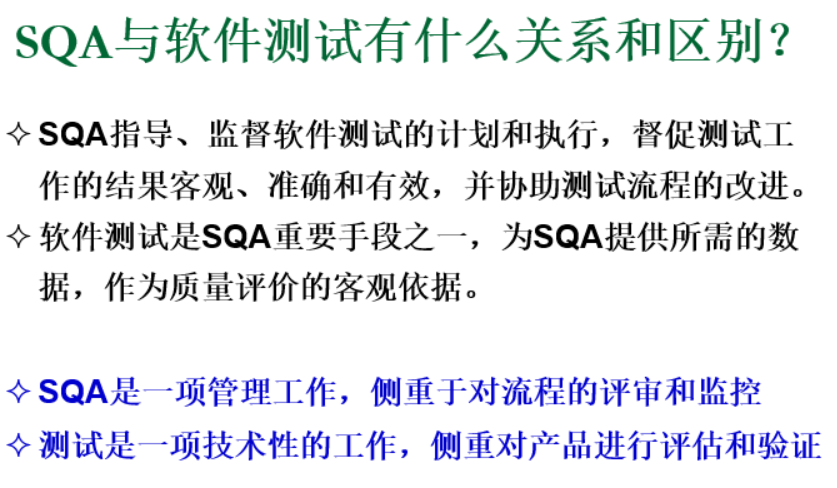 SQA与软件测试有什么关系和区别？
✧ SQA指导、监督软件测试的计划和执行，督促测试工
作的结果客观、准确和有效，并协助测试流程的改进。
✧ 软件测试是SQA重要手段之一，为SQA提供所需的数
据，作为质量评价的客观依据。
✧ SQA是一项管理工作，侧重于对流程的评审和监控
✧ 测试是一项技术性的工作，侧重对产品进行评估和验证